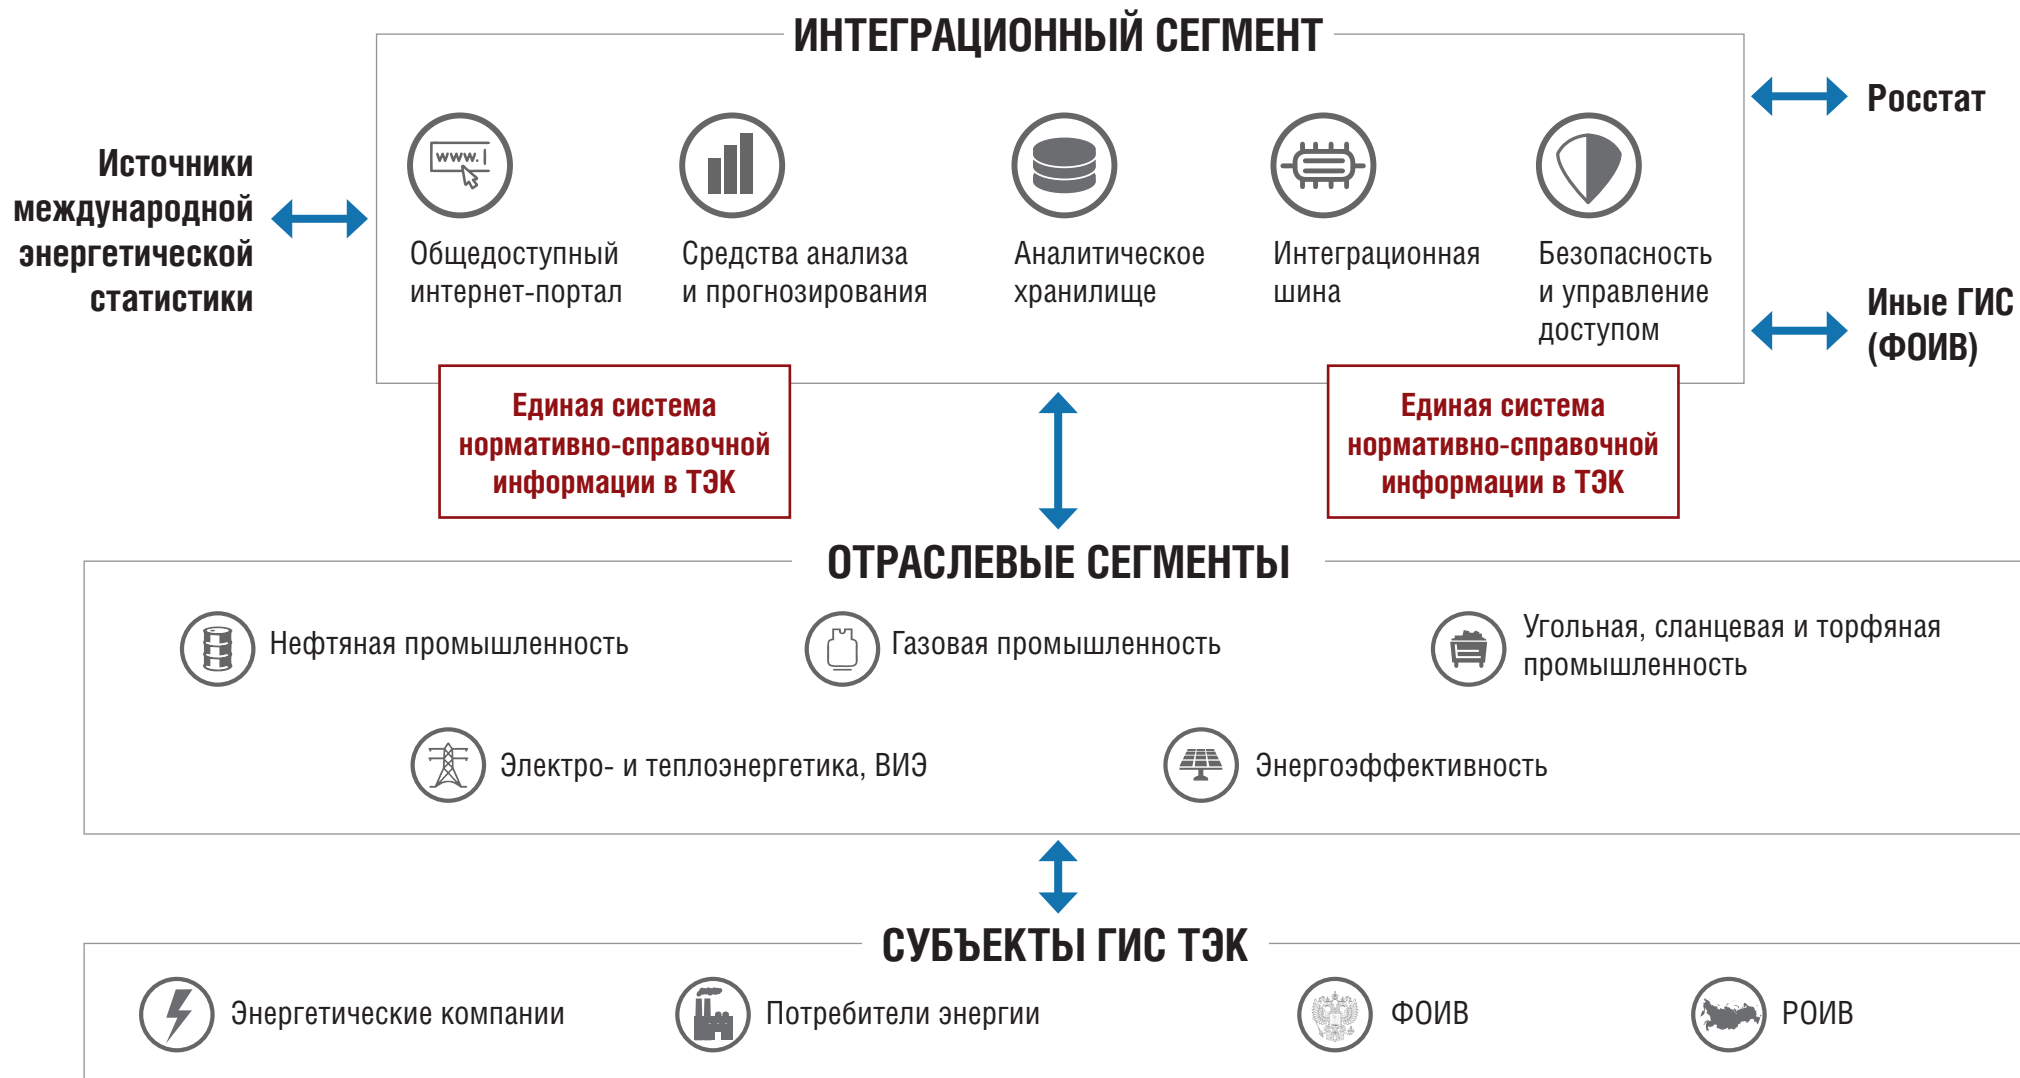 ИНТЕГРАЦИОННЫЙ СЕГМЕНТ
Источники
международной
энергетической
статистики
www.
Общедоступный
интернет-портал
Средства анализа
и прогнозирования
Аналитическое
хранилище
Интеграционная
шина
Безопасность
и управление
доступом
Росстат
Иные ГИС
(ФОИВ)
Единая система
нормативно-справочной
информации в ТЭК
Единая система
нормативно-справочной
информации в ТЭК
ОТРАСЛЕВЫЕ СЕГМЕНТЫ
Нефтяная промышленность
Газовая промышленность
Угольная, сланцевая и торфяная
промышленность
Электро- и теплоэнергетика, ВИЭ
Энергоэффективность
СУБЪЕКТЫ ГИС ТЭК
Энергетические компании
Потребители энергии
ФОИВ
РОИВ